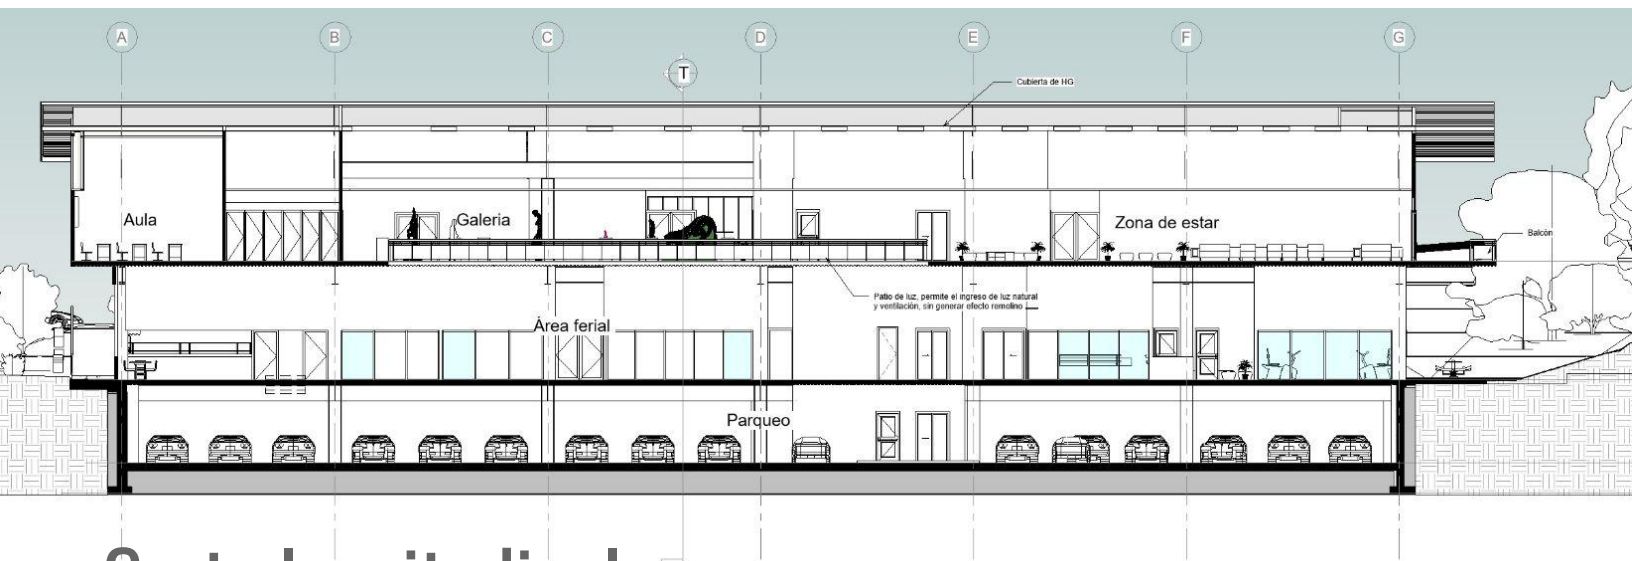 A
B
C
T
D
E
F
G
Cubierta de HG
Aula
Galeria
Zona de estar
Balcón
Patio de luz, permite el ingreso de luz natural
y ventilación, sin generar efecto remolino
Área ferial
Parqueo